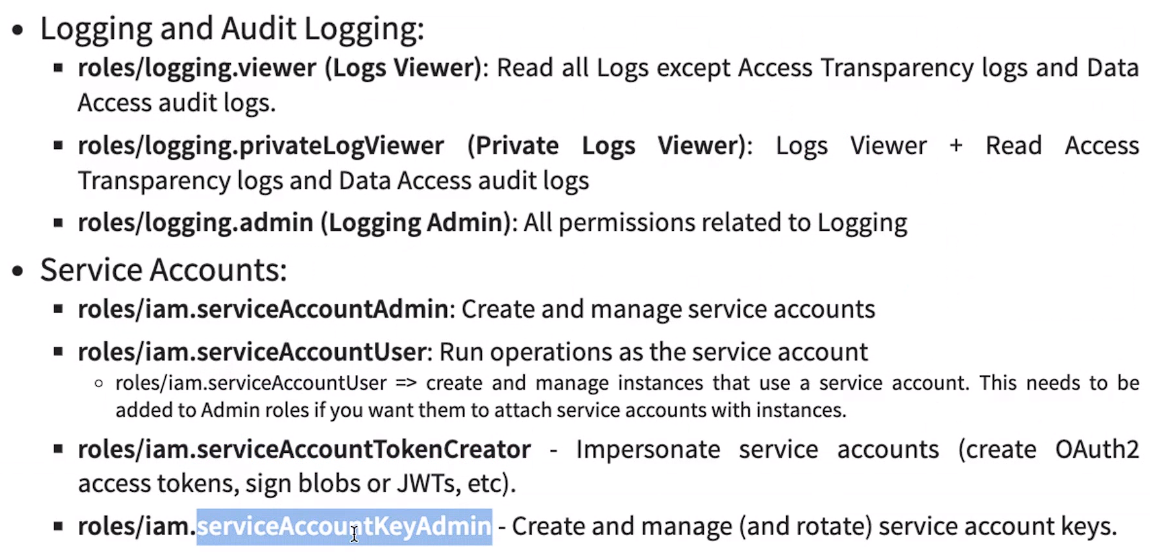 • Logging and Audit Logging:
▪ roles/logging.viewer (Logs Viewer): Read all Logs except Access Transparency logs and Data
Access audit logs.
▪ roles/logging.privateLogViewer (Private Logs Viewer): Logs Viewer + Read Access
Transparency logs and Data Access audit logs
▪ roles/logging.admin (Logging Admin): All permissions related to Logging
• Service Accounts:
▪ roles/iam.serviceAccountAdmin: Create and manage service accounts
▪ roles/iam.serviceAccountUser: Run operations as the service account
○ roles/iam.serviceAccountUser => create and manage instances that use a service account. This needs to be
added to Admin roles if you want them to attach service accounts with instances.
▪ roles/iam.serviceAccountTokenCreator - Impersonate service accounts (create OAuth2
access tokens, sign blobs or JWTs, etc).
▪ roles/iam.serviceAccountKeyAdmin - Create and manage (and rotate) service account keys.